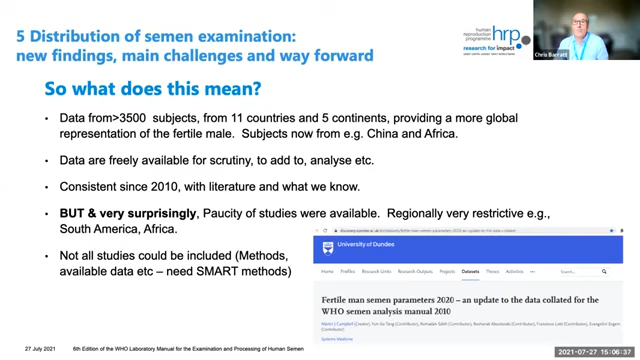 5 Distribution of semen examination:
new findings, main challenges and way forward
human
reproduction
programme
hrp
research for impact
Chris Barratt
So what does this mean?
• Data from>3500 subjects, from 11 countries and 5 continents, providing a more global
representation of the fertile male. Subjects now from e.g. China and Africa.
• Data are freely available for scrutiny, to add to, analyse etc.
• Consistent since 2010, with literature and what we know.
• BUT & very surprisingly, Paucity of studies were available. Regionally very restrictive e.g.,
South America, Africa.
• Not all studies could be included (Methods,
available data etc – need SMART methods)
University of Dundee
Home Profiles Research Units Research Outputs Projects Datasets Theses Activities Search...
Fertile man semen parameters 2020 – an update to the data collated for the
WHO semen analysis manual 2010
Systems Medicine
27 July 2021
6th Edition of the WHO Laboratory Manual for the Examination and Processing of Human Semen
2021-07-27 15:06:37